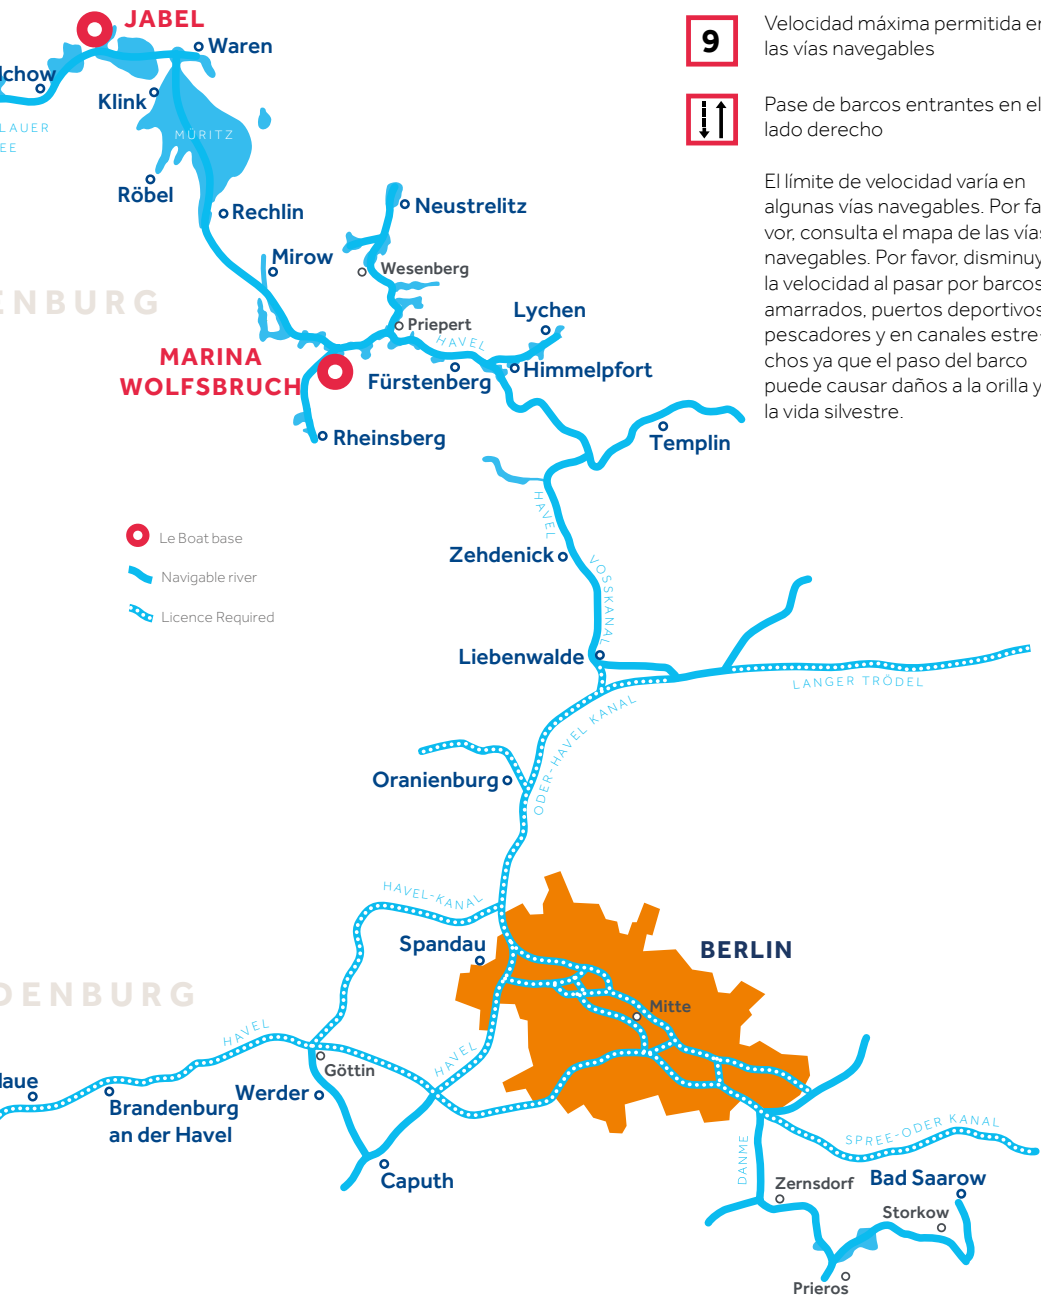 JABEL
Waren
lchow
Klink
LAUER
EE
MÜRITZ
Röbel
Rechlin
Neustrelitz
Mirow
Wesenberg
ENBURG
Lychen
Priepert
HAVEL
MARINA
WOLFSBRUCH
Fürstenberg
Himmelpfort
Rheinsberg
Templin
9
Velocidad máxima permitida en
las vías navegables
Pase de barcos entrantes en el
lado derecho
El límite de velocidad varía en
algunas vías navegables. Por fa
vor, consulta el mapa de las vías
navegables. Por favor, disminuy
la velocidad al pasar por barcos
amarrados, puertos deportivos
pescadores y en canales estre-
chos ya que el paso del barco
puede causar daños a la orilla y
la vida silvestre.
Le Boat base
Navigable river
Licence Required
HAVEL
Zehdenick
VOSSKANAL
Liebenwalde
LANGER TRÖDEL
ODER-HAVEL KANAL
Oranienburg
HAVEL-KANAL
Spandau
BERLIN
DENBURG
Mitte
HAVEL
HAVEL
Göttin
laue
Werder
Brandenburg
an der Havel
Caputh
DANME
SPREE-ODER KANAL
Zernsdorf
Bad Saarow
Storkow
Prieros